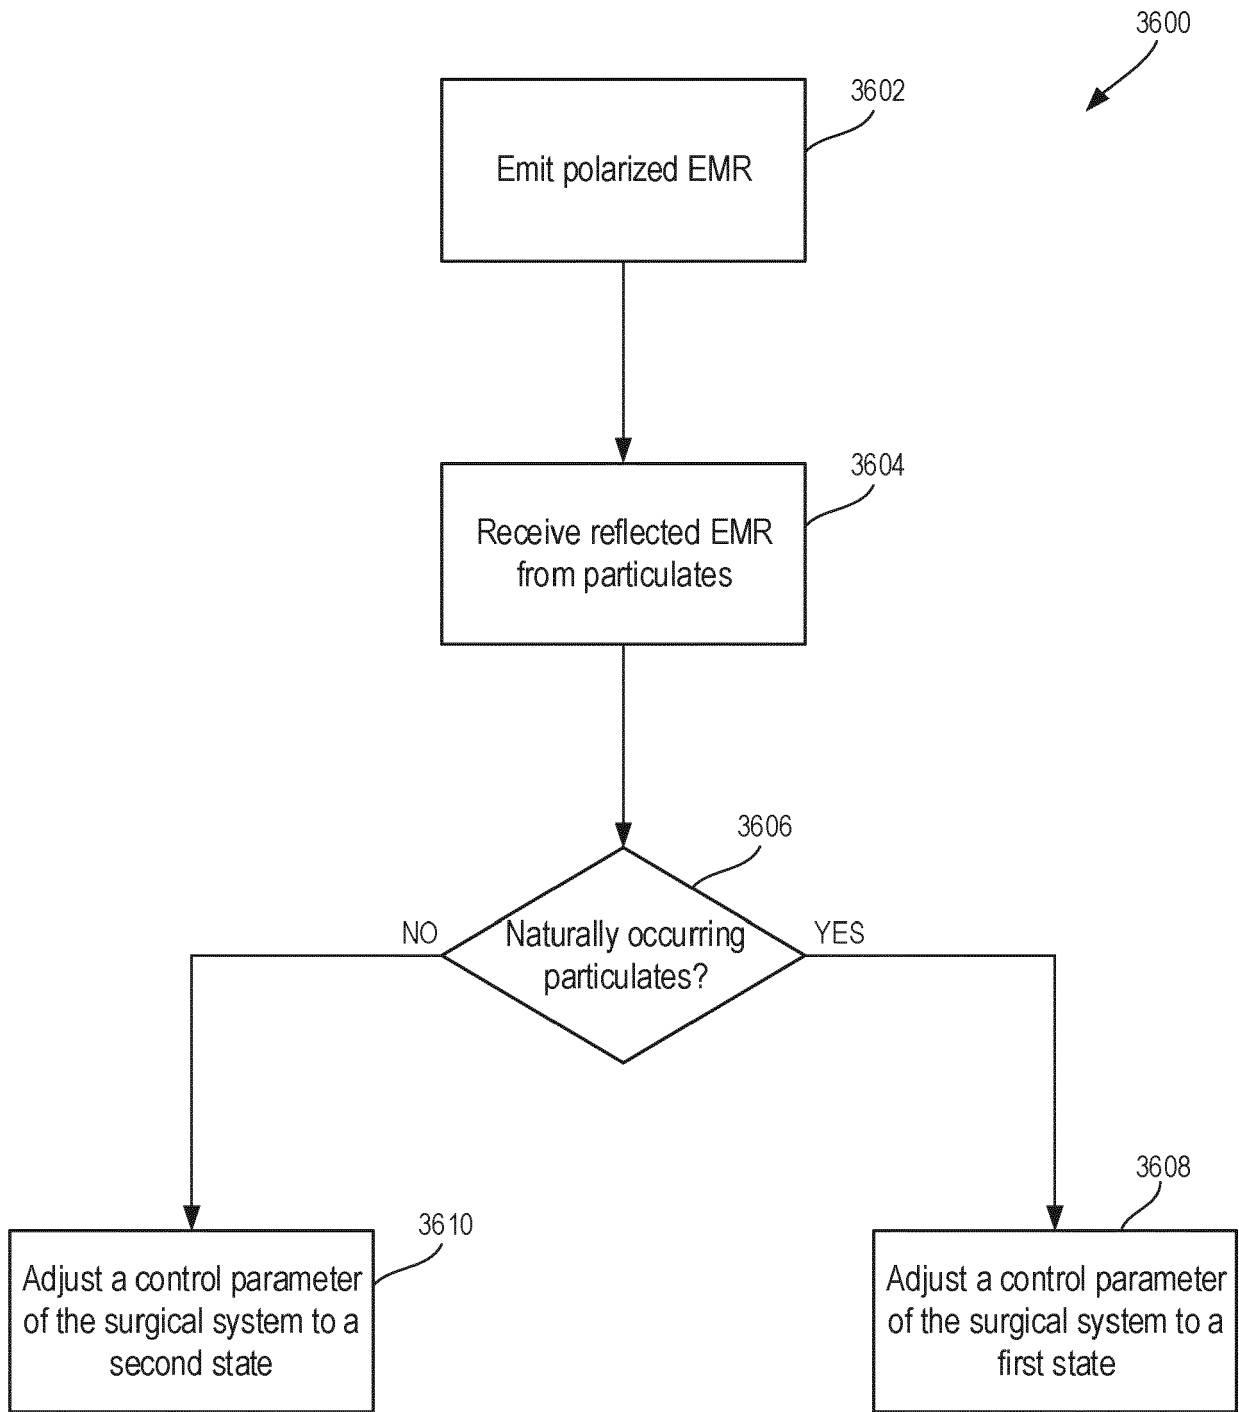 3600
3602
Emit polarized EMR
3604
Receive reflected EMR
from particulates
3606
NO
Naturally occurring
particulates?
YES
3610
Adjust a control parameter
of the surgical system to a
second state
3608
Adjust a control parameter
of the surgical system to a
first state